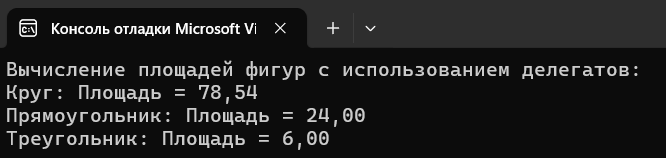 Консоль отладки Microsoft Vi
Вычисление площадей фигур с использованием делегатов:
Круг: Площадь = 78,54
Прямоугольник: Площадь = 24,00
Треугольник: Площадь = 6,00